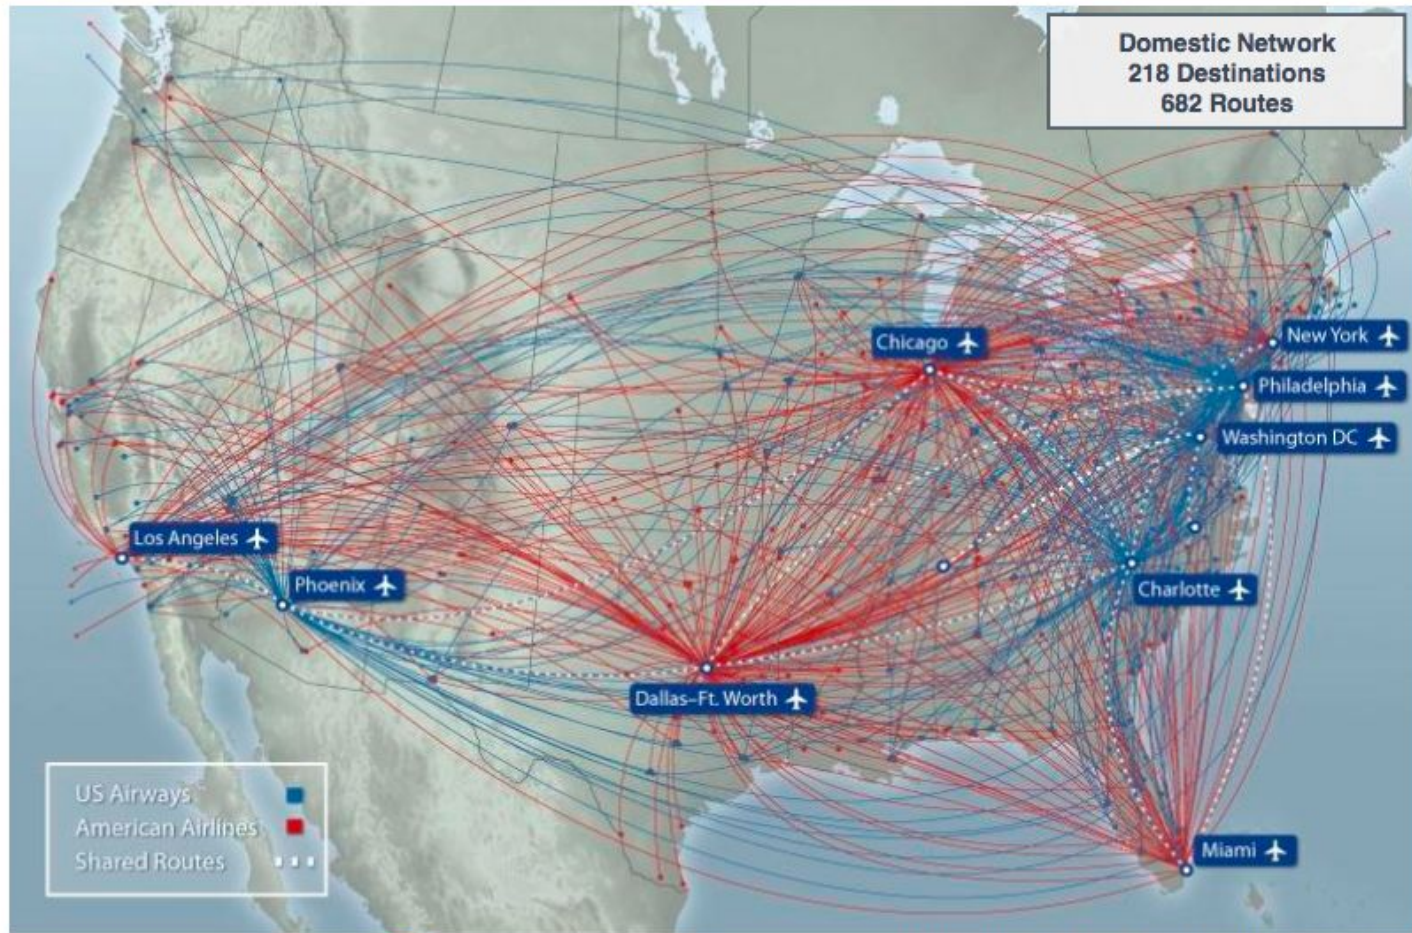 Domestic Network
218 Destinations
682 Routes
Chicago
New York
Philadelphia
Washington DC
Los Angeles
Phoenix
Charlotte
Dallas–Ft. Worth
Miami
US Airways
American Airlines
Shared Routes